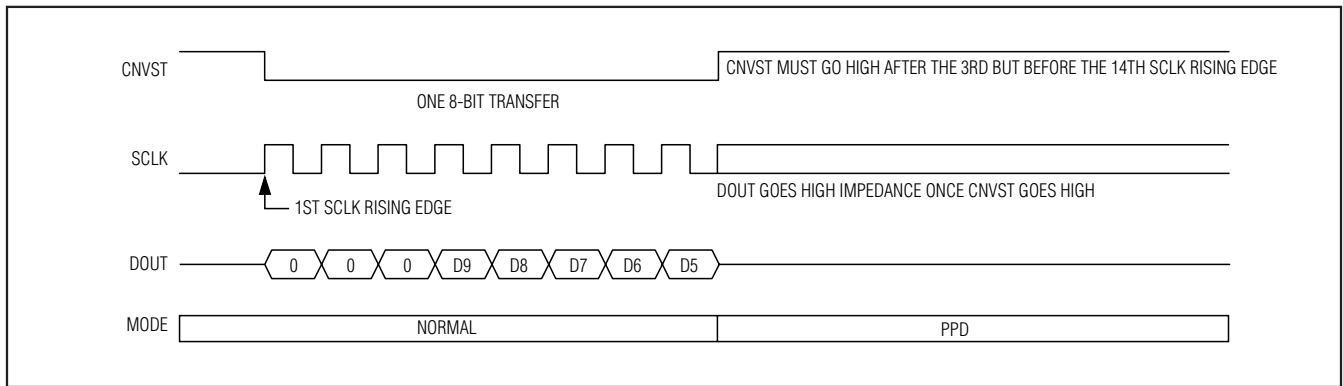 CNVST
CNVST MUST GO HIGH AFTER THE 3RD BUT BEFORE THE 14TH SCLK RISING EDGE
ONE 8-BIT TRANSFER
SCLK
DOUT GOES HIGH IMPEDANCE ONCE CNVST GOES HIGH
1ST SCLK RISING EDGE
DOUT
0 0 0 D9 D8 D7 D6 D5
MODE
NORMAL
PPD